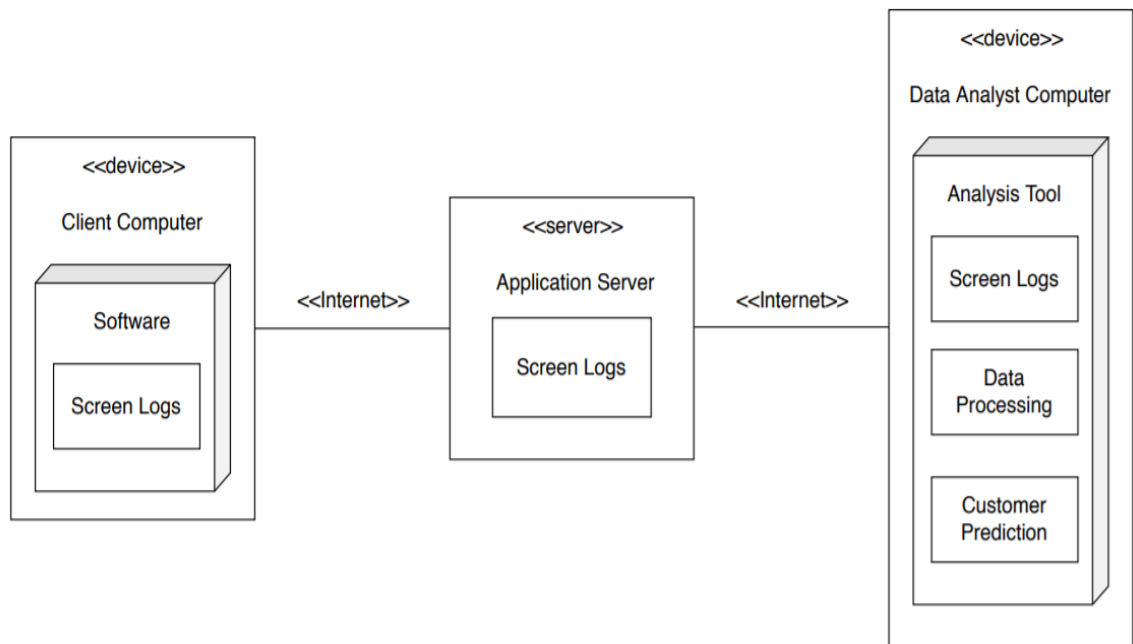 <<device>>
Client Computer
Software
Screen Logs
<<Internet>>
<<server>>
Application Server
Screen Logs
<<Internet>>
<<device>>
Data Analyst Computer
Analysis Tool
Screen Logs
Data
Processing
Customer
Prediction